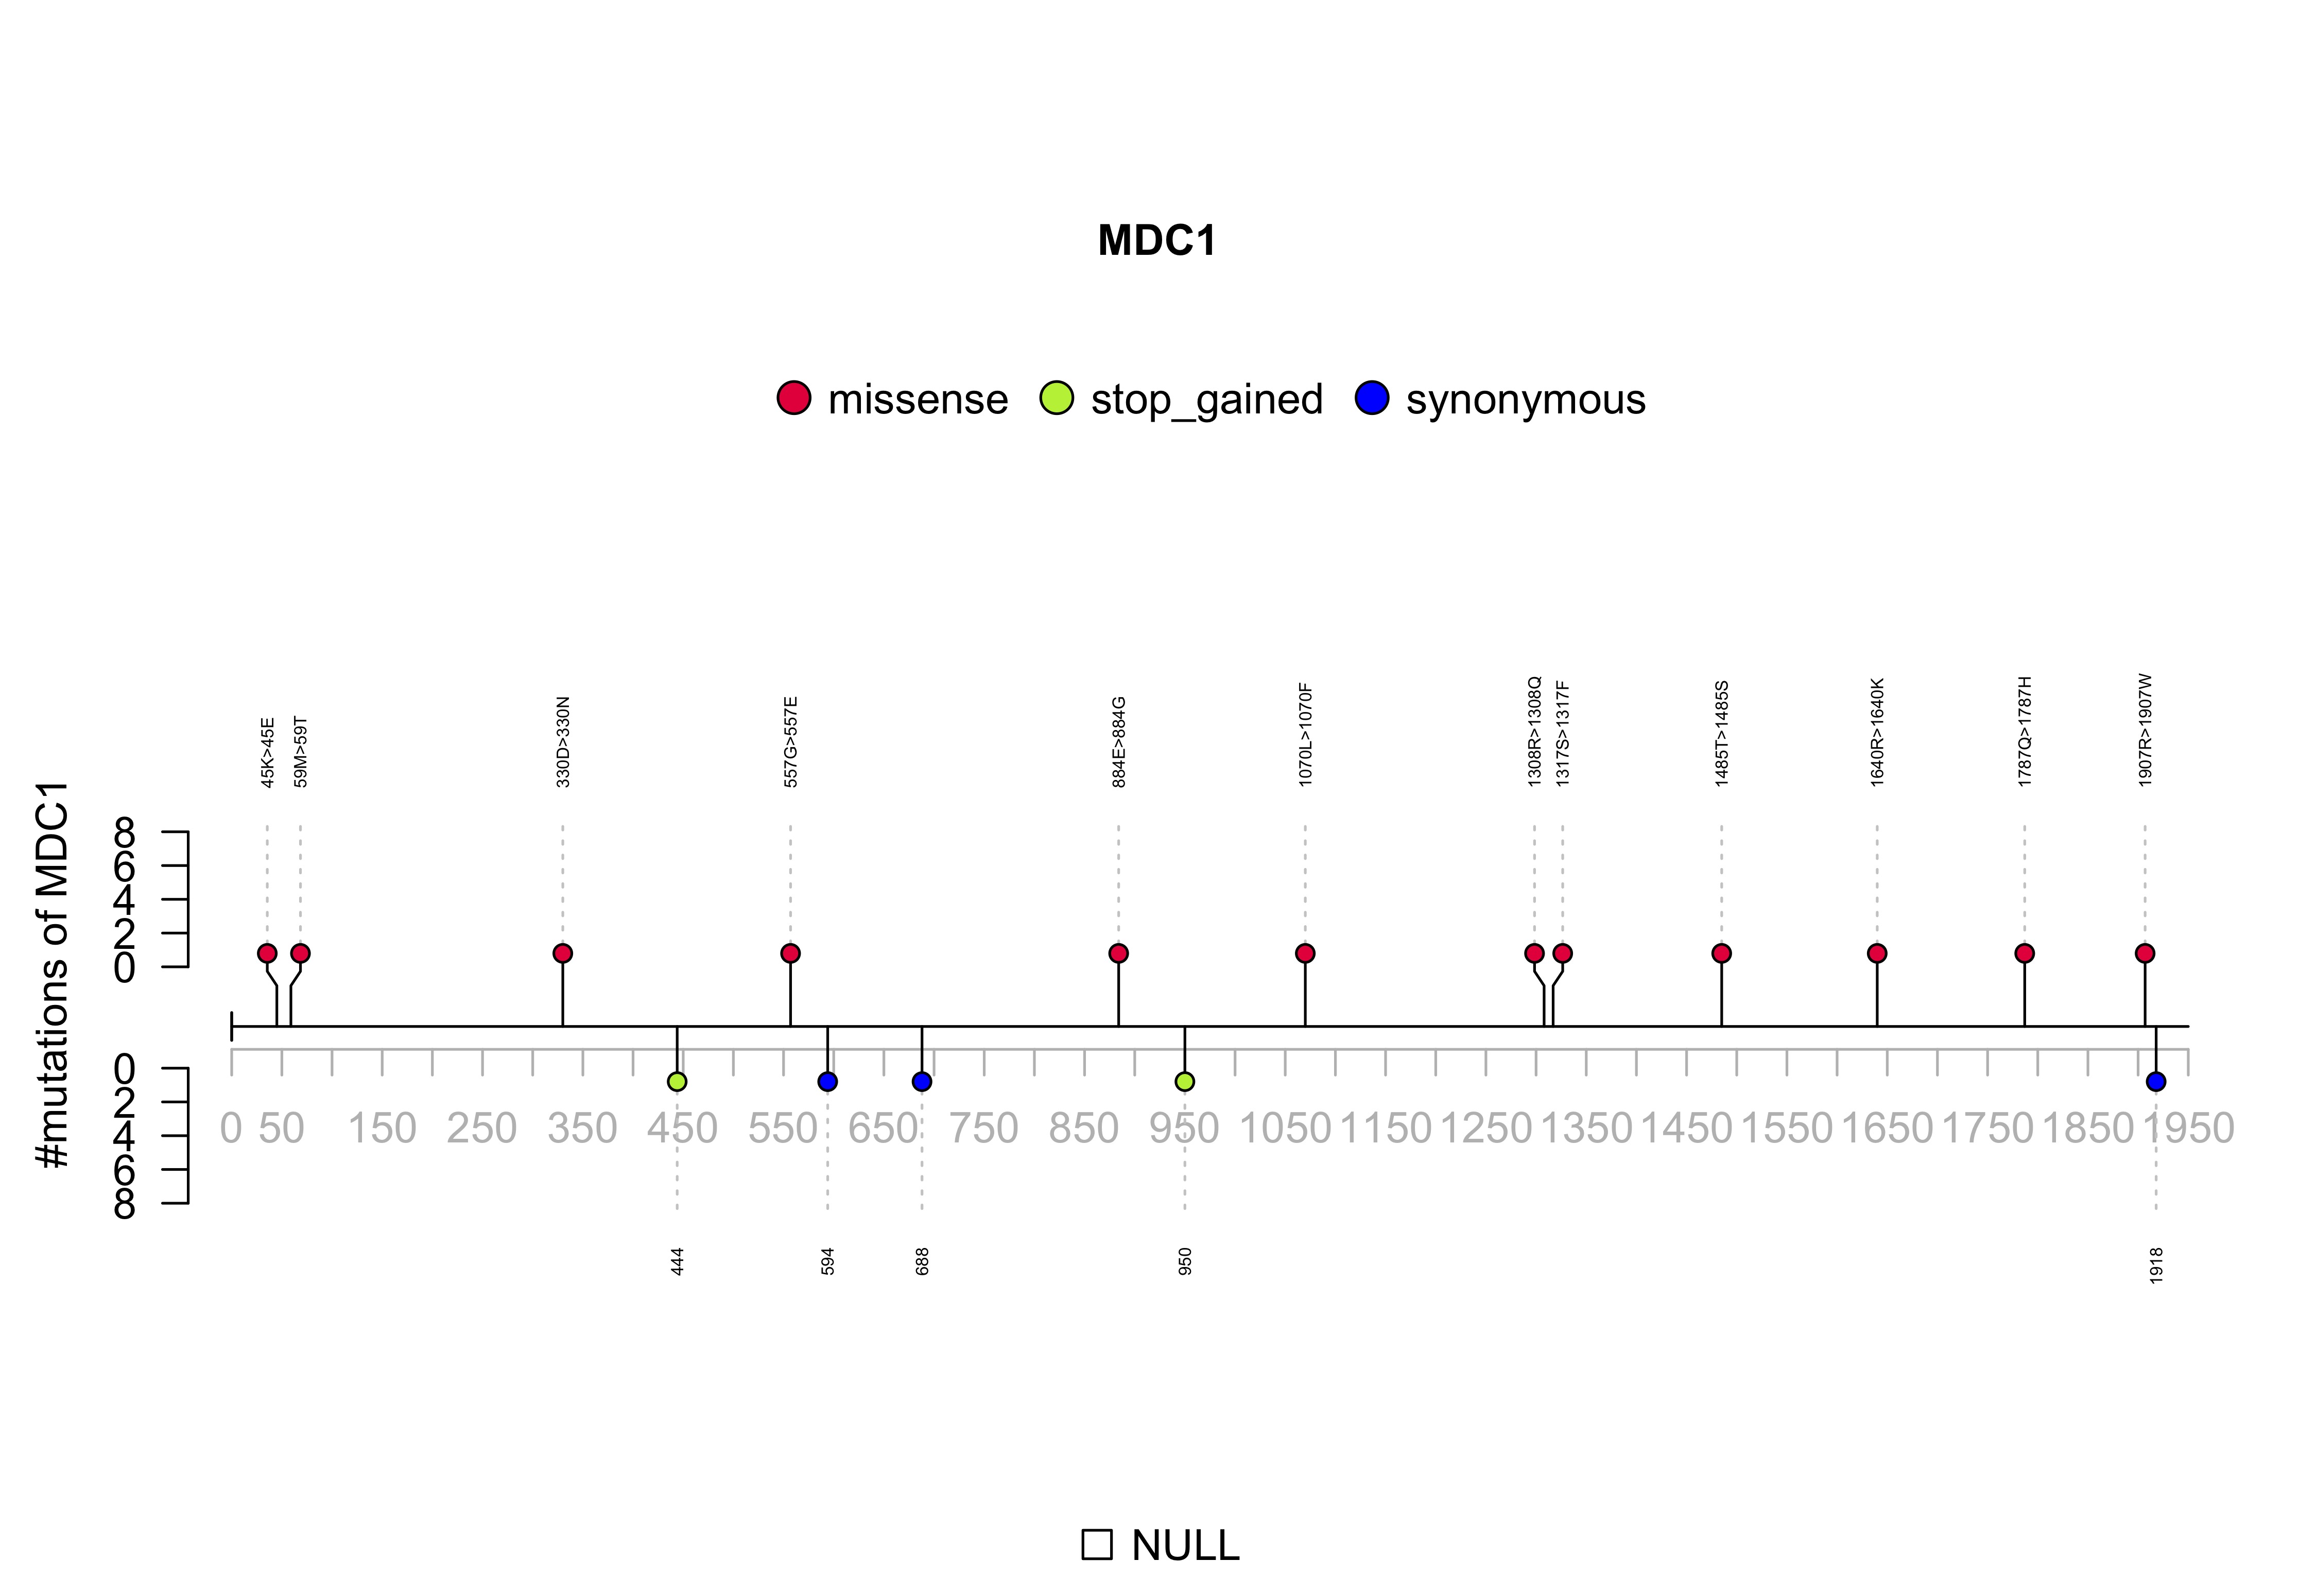 MDC1
missense stop_gained synonymous
45K>45E
59M>59T
330D>330N
557G>557E
884E>884G
1070L>1070F
1308R>1308Q
1317S>1317F
1485T>1485S
1640R>1640K
1787Q>1787H
1907R>1907W
#mutations of MDC1
8
6
4
2
0
0
2
4
6
8
0 50 150 250 350 450 550 650 750 850 950 1050 1150 1250 1350 1450 1550 1650 1750 1850 1950
444
594
688
950
1918
NULL